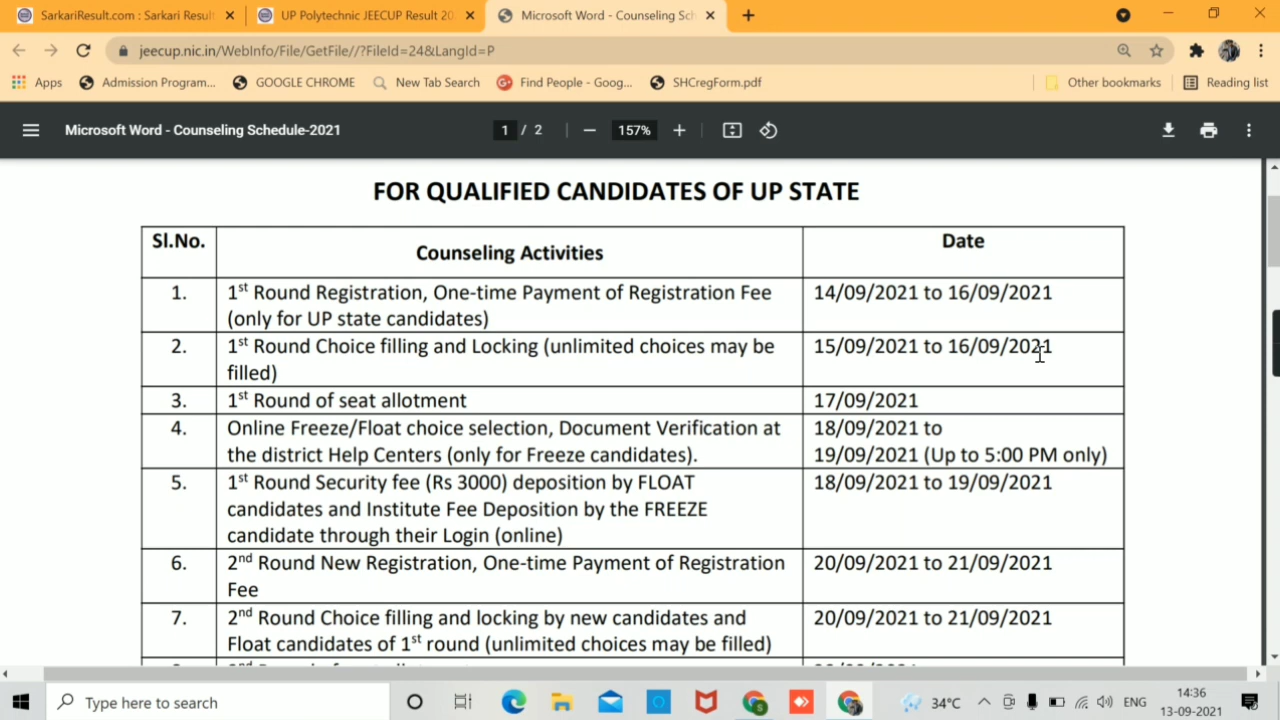 SarkariResult.com : Sarkari Result
UP Polytechnic JEECUP Result 20
Microsoft Word - Counseling Sch
jeecup.nic.in/WebInfo/File/GetFile//?FileId=24&LangId=P
Apps
Admission Program...
GOOGLE CHROME
New Tab Search
Find People - Goog...
SHCregForm.pdf
Other bookmarks
Reading list
Microsoft Word - Counseling Schedule-2021
1 / 2
157%
FOR QUALIFIED CANDIDATES OF UP STATE
Sl.No.
Counseling Activities
Date
1.
1st Round Registration, One-time Payment of Registration Fee
(only for UP state candidates)
14/09/2021 to 16/09/2021
2.
1st Round Choice filling and Locking (unlimited choices may be
filled)
15/09/2021 to 16/09/2021
3.
1st Round of seat allotment
17/09/2021
4.
Online Freeze/Float choice selection, Document Verification at
the district Help Centers (only for Freeze candidates).
18/09/2021 to
19/09/2021 (Up to 5:00 PM only)
5.
1st Round Security fee (Rs 3000) deposition by FLOAT
candidates and Institute Fee Deposition by the FREEZE
candidate through their Login (online)
18/09/2021 to 19/09/2021
6.
2nd Round New Registration, One-time Payment of Registration
Fee
20/09/2021 to 21/09/2021
7.
2nd Round Choice filling and locking by new candidates and
Float candidates of 1st round (unlimited choices may be filled)
20/09/2021 to 21/09/2021
Type here to search
34°C
ENG
14:36
13-09-2021